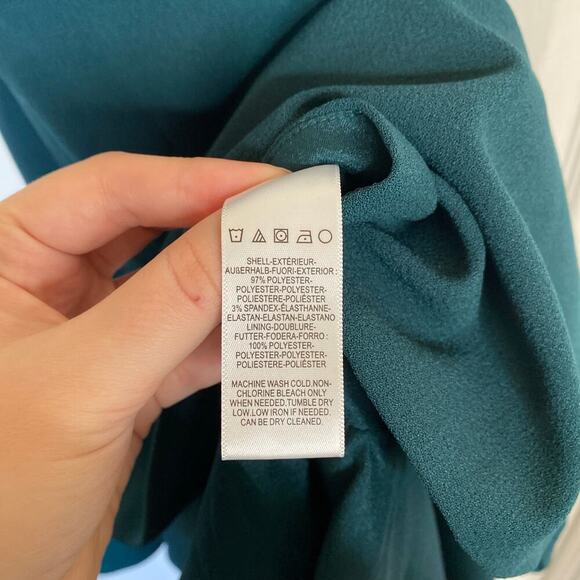 SHELL-EXTÉRIEUR-
AUßERHALB-FUORI-EXTERIOR :
97% POLYESTER-
POLYESTER-POLYESTER-
POLIESTERE-POLIÉSTER
3% SPANDEX-ÉLASTHANNE-
ELASTAN-ELASTAN-ELASTANO
LINING-DOUBLURE-
FUTTER-FODERA-FORRO :
100% POLYESTER-
POLYESTER-POLYESTER-
POLIESTERE-POLIÉSTER
MACHINE WASH COLD.NON-
CHLORINE BLEACH ONLY
WHEN NEEDED.TUMBLE DRY
LOW.LOW IRON IF NEEDED.
CAN BE DRY CLEANED.